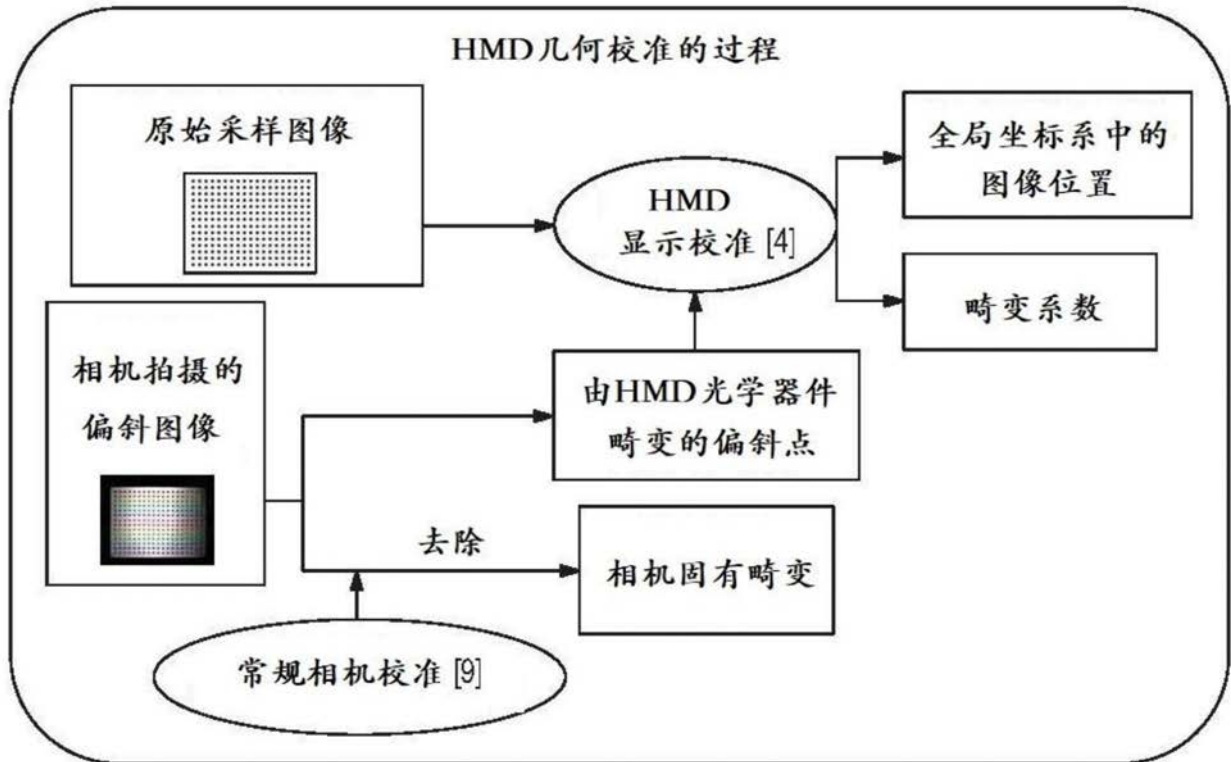 HMD几何校准的过程
原始采样图像
HMD
显示校准 [4]
全局坐标系中的
图像位置
畸变系数
相机拍摄的
偏斜图像
由HMD光学器件
畸变的偏斜点
去除
相机固有畸变
常规相机校准 [9]